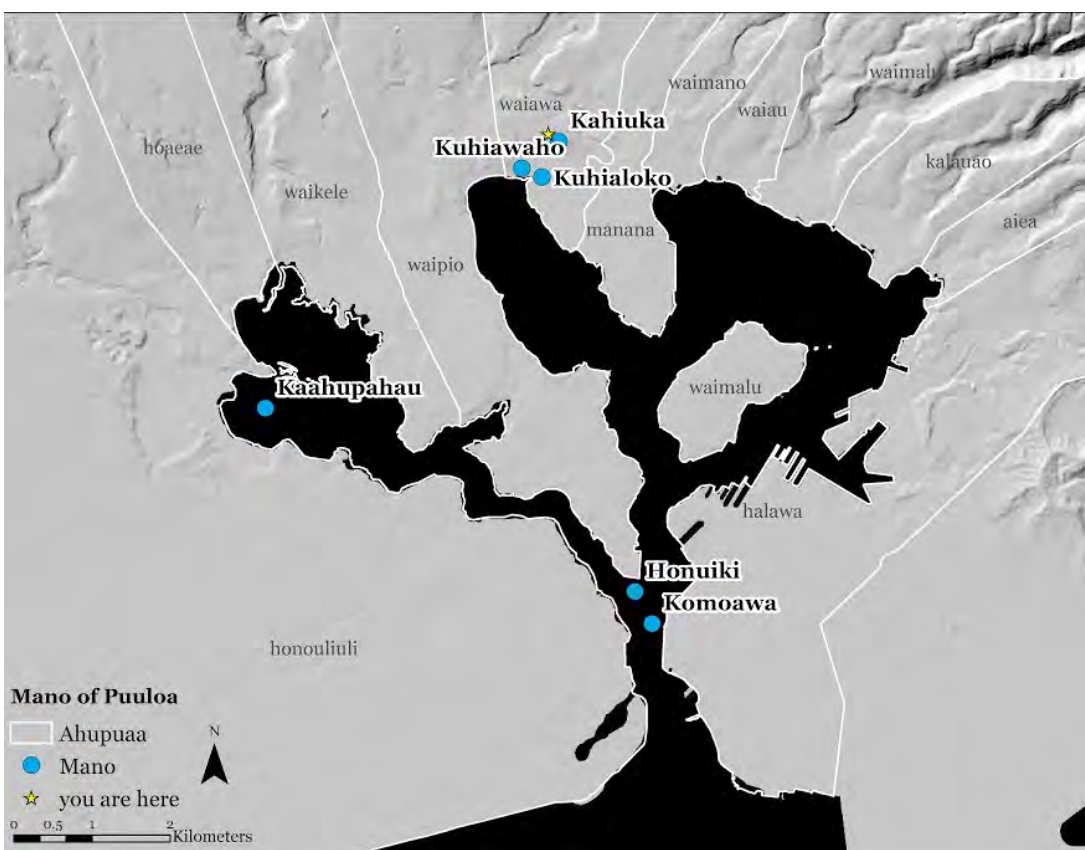 waimalu
waimano
waiawa
waiau
Kahiuka
hoaeae
Kuhiawaho
kalauao
Kuhialoko
waikele
aiea
manana
waipio
Kaahupahau
waimalu
halawa
Honuiki
Komoawa
honouliuli
Mano of Puuloa
Ahupuaa
N
Mano
you are here
0 0.5 1 2
Kilometers